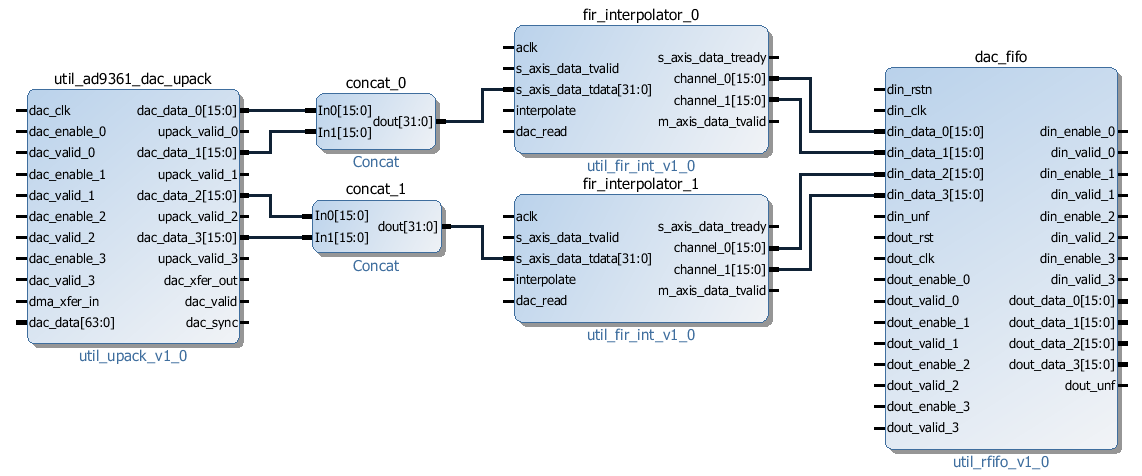 util_ad9361_dac_upack
dac_clk
dac_enable_0
dac_valid_0
dac_enable_1
dac_valid_1
dac_enable_2
dac_valid_2
dac_enable_3
dac_valid_3
dma_xfer_in
dac_data[63:0]
dac_data_0[15:0]
upack_valid_0
dac_data_1[15:0]
upack_valid_1
dac_data_2[15:0]
upack_valid_2
dac_data_3[15:0]
upack_valid_3
dac_xfer_out
dac_valid
dac_sync
util_upack_v1_0
concat_0
In0[15:0]
In1[15:0]
dout[31:0]
Concat
concat_1
In0[15:0]
In1[15:0]
dout[31:0]
Concat
fir_interpolator_0
aclk
s_axis_data_tvalid
s_axis_data_tdata[31:0]
interpolate
dac_read
s_axis_data_tready
channel_0[15:0]
channel_1[15:0]
m_axis_data_tvalid
util_fir_int_v1_0
fir_interpolator_1
aclk
s_axis_data_tvalid
s_axis_data_tdata[31:0]
interpolate
dac_read
s_axis_data_tready
channel_0[15:0]
channel_1[15:0]
m_axis_data_tvalid
util_fir_int_v1_0
dac_fifo
din_rstn
din_clk
din_data_0[15:0]
din_data_1[15:0]
din_data_2[15:0]
din_data_3[15:0]
din_unf
dout_rst
dout_clk
dout_enable_0
dout_valid_0
dout_enable_1
dout_valid_1
dout_enable_2
dout_valid_2
dout_enable_3
dout_valid_3
din_enable_0
din_valid_0
din_enable_1
din_valid_1
din_enable_2
din_valid_2
din_enable_3
din_valid_3
dout_data_0[15:0]
dout_data_1[15:0]
dout_data_2[15:0]
dout_data_3[15:0]
dout_unf
util_rfifo_v1_0